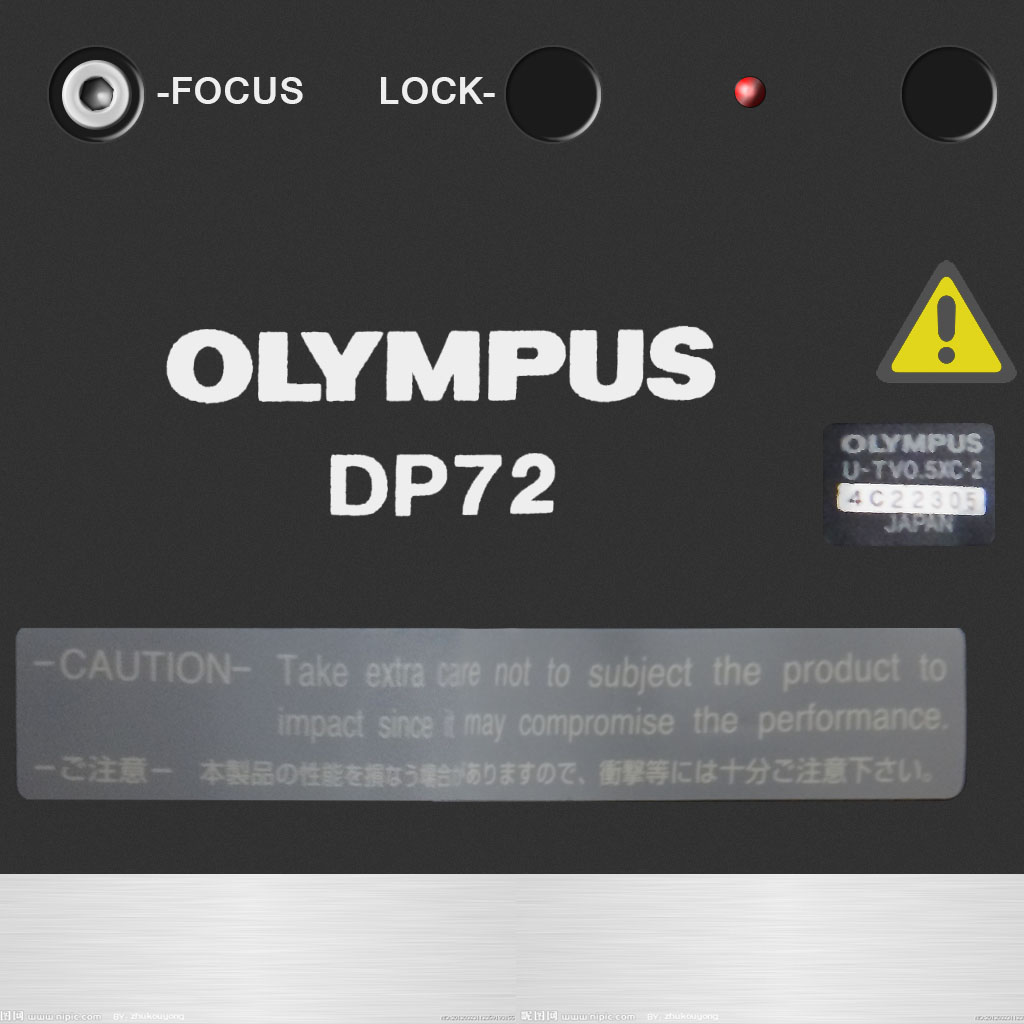 -FOCUS LOCK-
OLYMPUS
DP72
OLYMPUS
U-TV0.5XC-2
4C22305
JAPAN
-CAUTION- Take extra care not to subject the product to
impact since it may compromise the performance.
-ご注意- 本製品の性能を損なう場合がありますので、衝撃等には十分ご注意下さい。
图网 www.nipic.com BY: zhukouyong
昵图网 www.nipic.com BY: zhukouyong